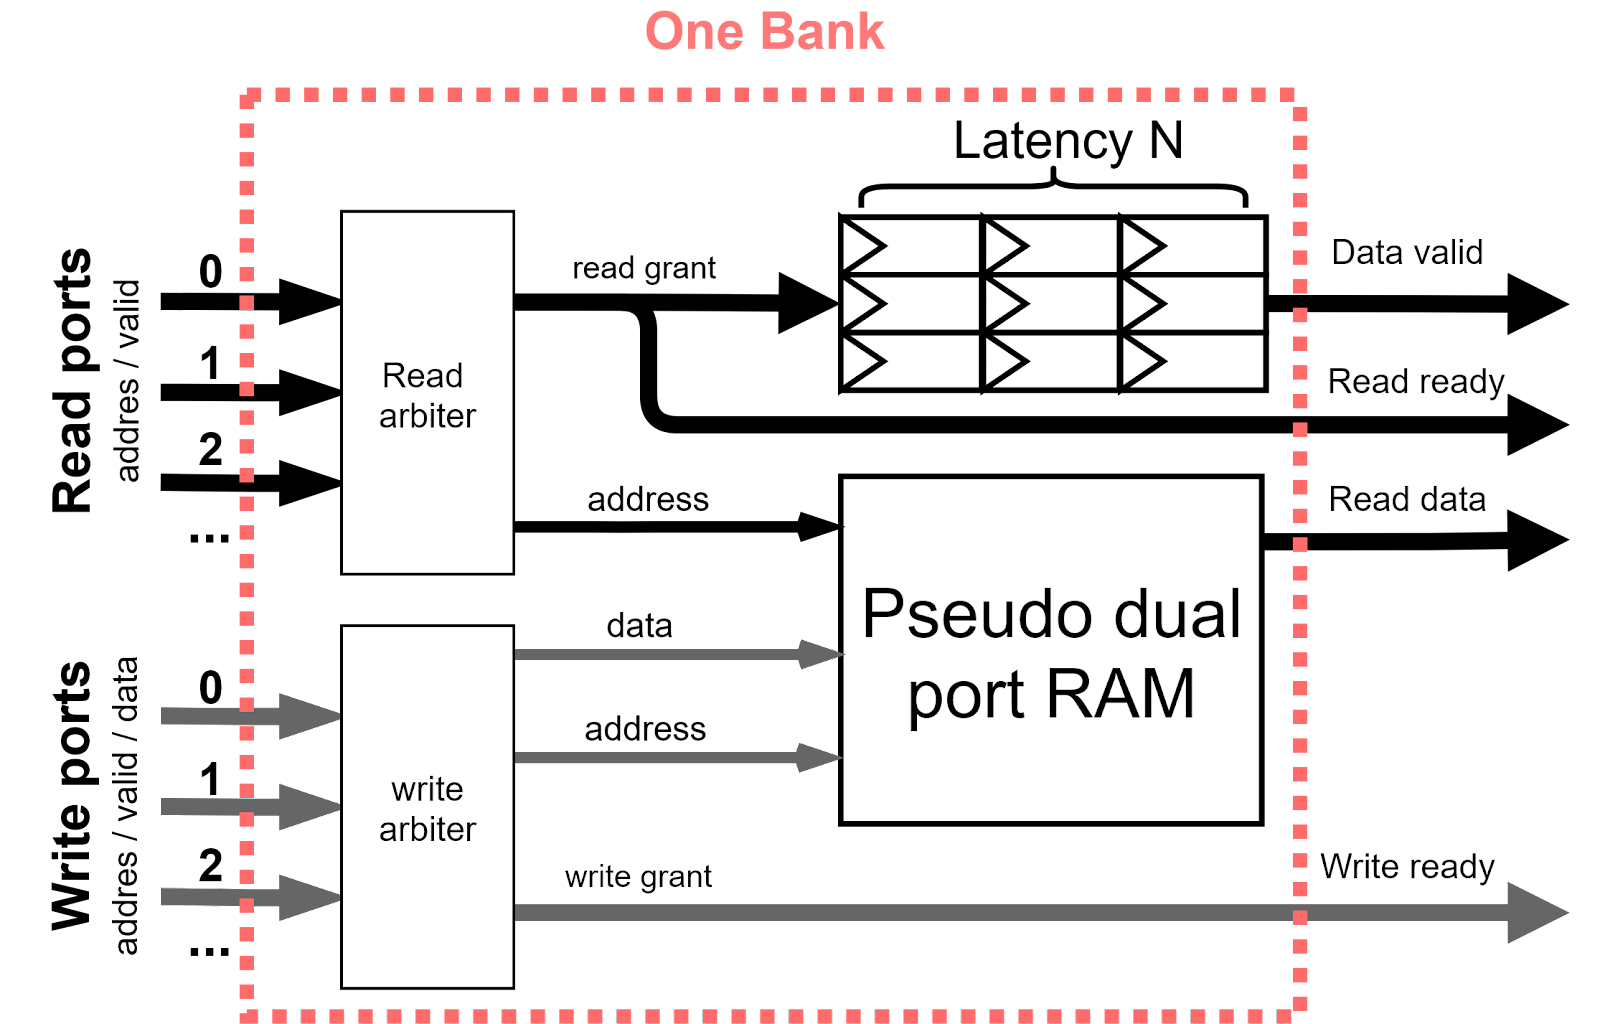 One Bank
Latency N
Read ports
addres / valid
0
1
2
...
Read
arbiter
read grant
address
Data valid
Read ready
Read data
Pseudo dual
port RAM
Write ports
addres / valid / data
0
1
2
...
write
arbiter
data
address
write grant
Write ready